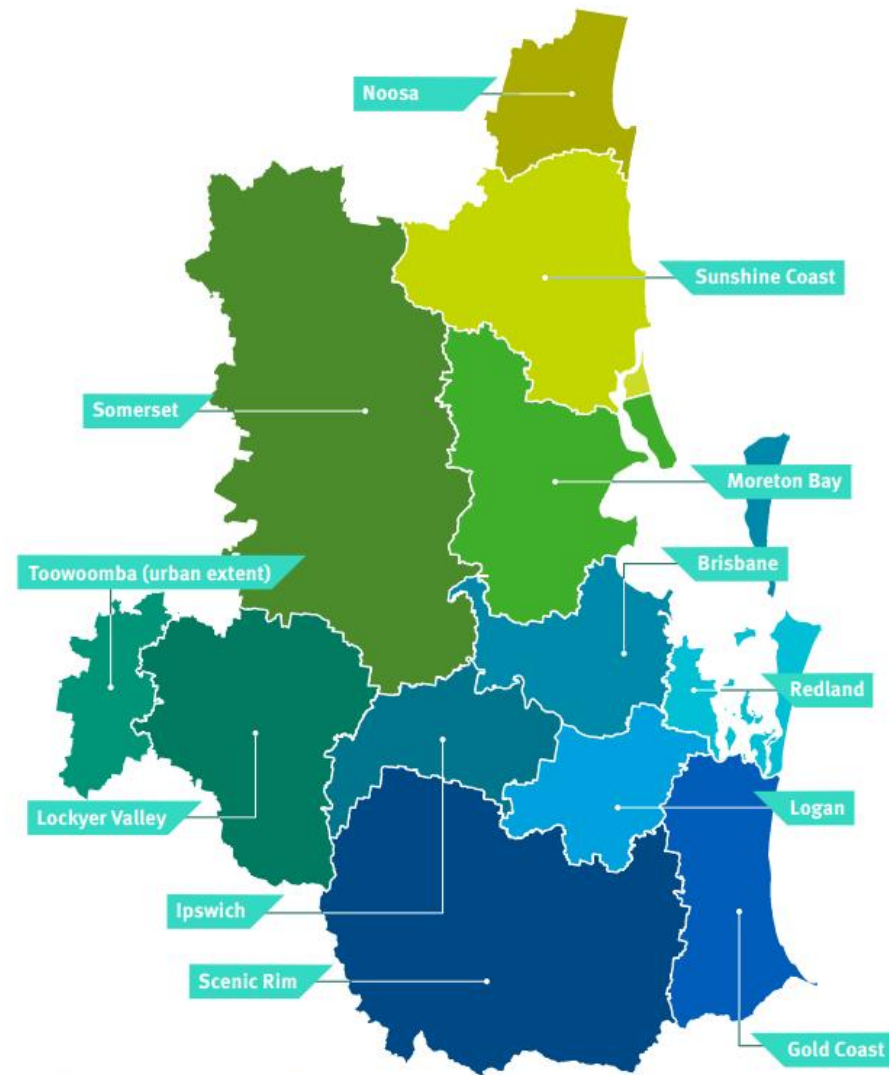 Noosa
Sunshine Coast
Somerset
Moreton Bay
Brisbane
Toowoomba (urban extent)
Redland
Logan
Lockyer Valley
Ipswich
Scenic Rim
Gold Coast